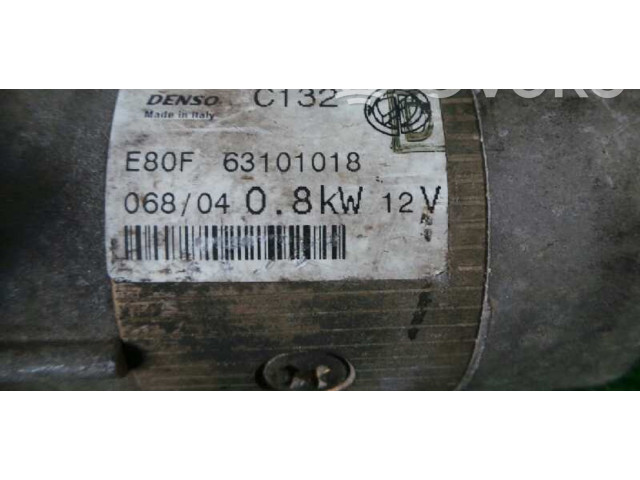 DENSO C132
Made in Italy
E80F 63101018
068/04 0.8kW 12V